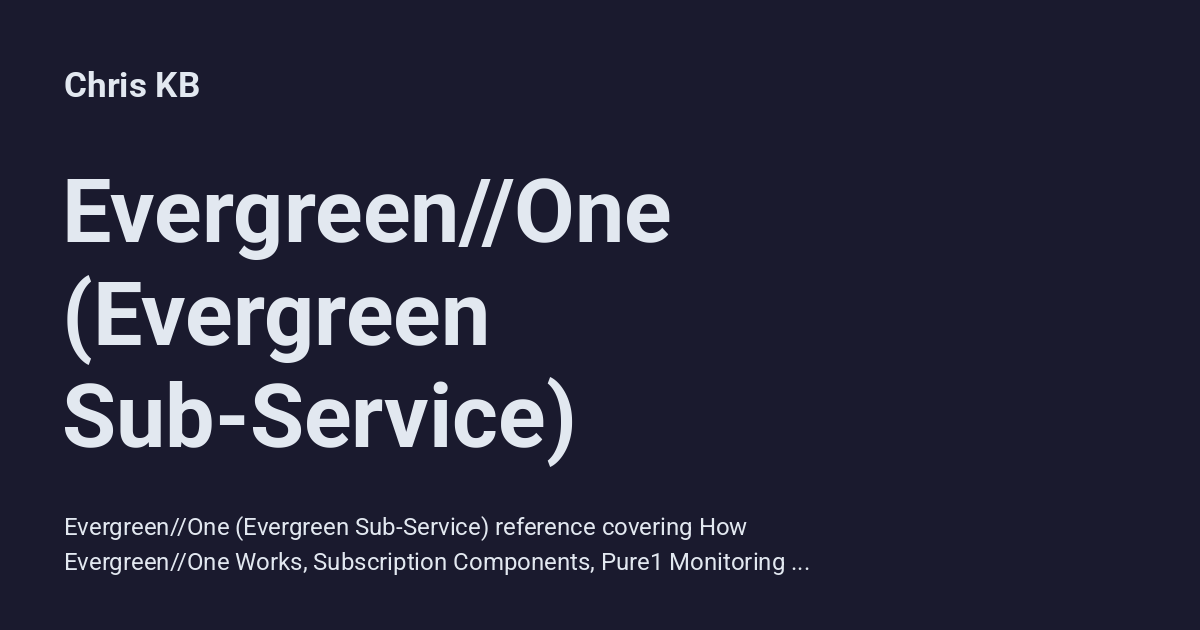 Chris KB
Evergreen//One
(Evergreen
Sub-Service)
Evergreen//One (Evergreen Sub-Service) reference covering How
Evergreen//One Works, Subscription Components, Pure1 Monitoring ...